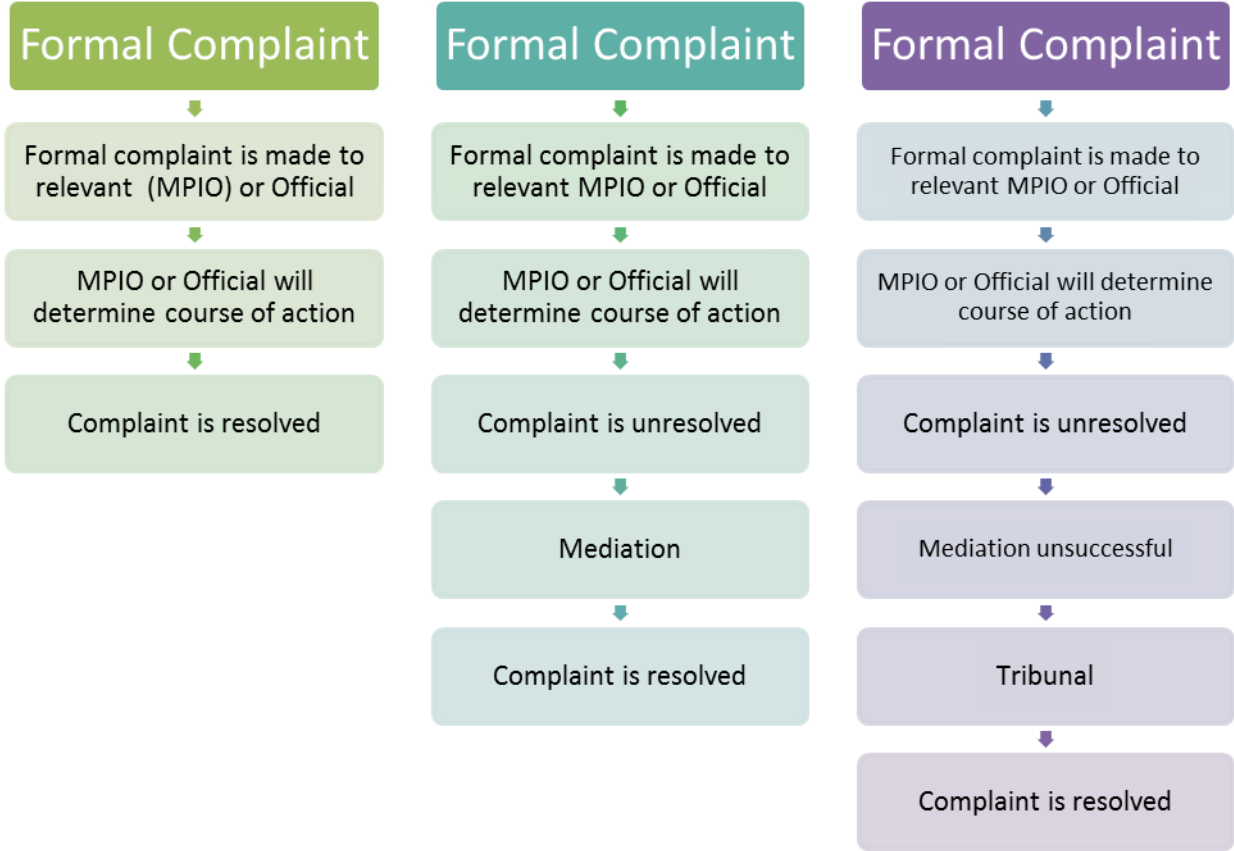 Formal Complaint
Formal complaint is made to
relevant  (MPIO) or Official
MPIO or Official will
determine course of action
Complaint is resolved
Formal Complaint
Formal complaint is made to
relevant MPIO or Official
MPIO or Official will
determine course of action
Complaint is unresolved
Mediation
Complaint is resolved
Formal Complaint
Formal complaint is made to
relevant MPIO or Official
MPIO or Official will determine
course of action
Complaint is unresolved
Mediation unsuccessful
Tribunal
Complaint is resolved